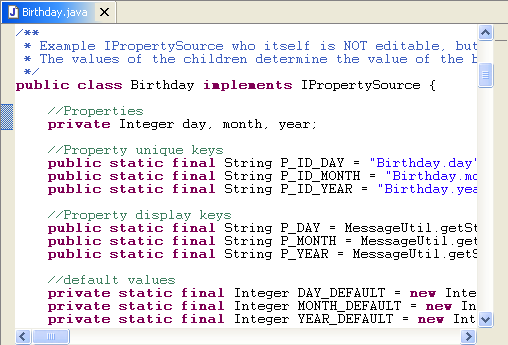 Birthday.java
/**
 * Example IPropertySource who itself is NOT editable, but
 * The values of the children determine the value of the b
 */
public class Birthday implements IPropertySource {
//Properties
private Integer day, month, year;
//Property unique keys
public static final String P_ID_DAY = "Birthday.day"
public static final String P_ID_MONTH = "Birthday.mo
public static final String P_ID_YEAR = "Birthday.yea
//Property display keys
public static final String P_DAY = MessageUtil.getSt
public static final String P_MONTH = MessageUtil.get
public static final String P_YEAR = MessageUtil.getS
//default values
private static final Integer DAY_DEFAULT = new Inte
private static final Integer MONTH_DEFAULT = new In
private static final Integer YEAR_DEFAULT = new Int